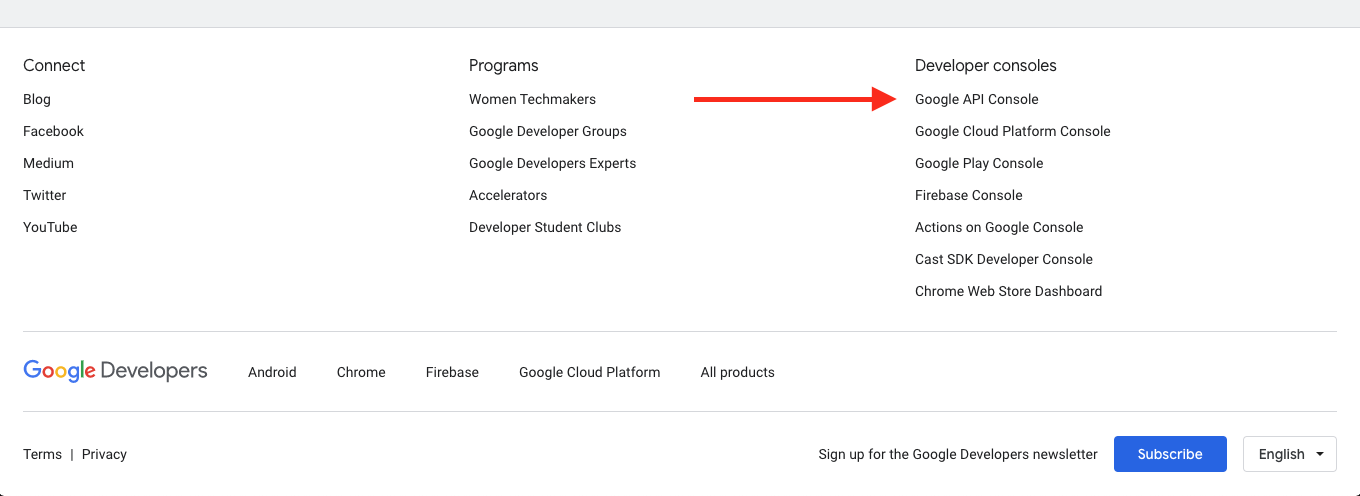 Connect
Blog
Facebook
Medium
Twitter
YouTube
Programs
Women Techmakers
Google Developer Groups
Google Developers Experts
Accelerators
Developer Student Clubs
Developer consoles
Google API Console
Google Cloud Platform Console
Google Play Console
Firebase Console
Actions on Google Console
Cast SDK Developer Console
Chrome Web Store Dashboard
Google Developers Android Chrome Firebase Google Cloud Platform All products
Terms | Privacy Sign up for the Google Developers newsletter Subscribe English